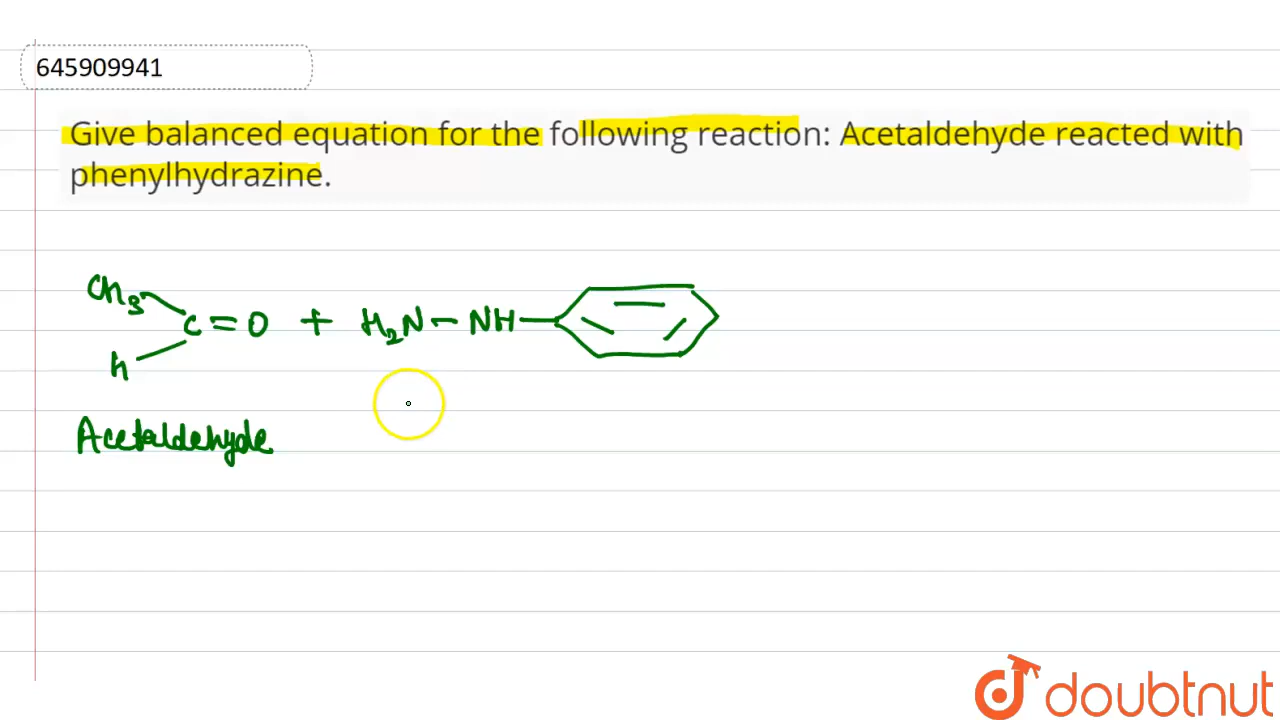 645909941
Give balanced equation for the following reaction: Acetaldehyde reacted with
phenylhydrazine.
CH3
C=O + H2N-NH
H
Acetaldehyde
doubtnut